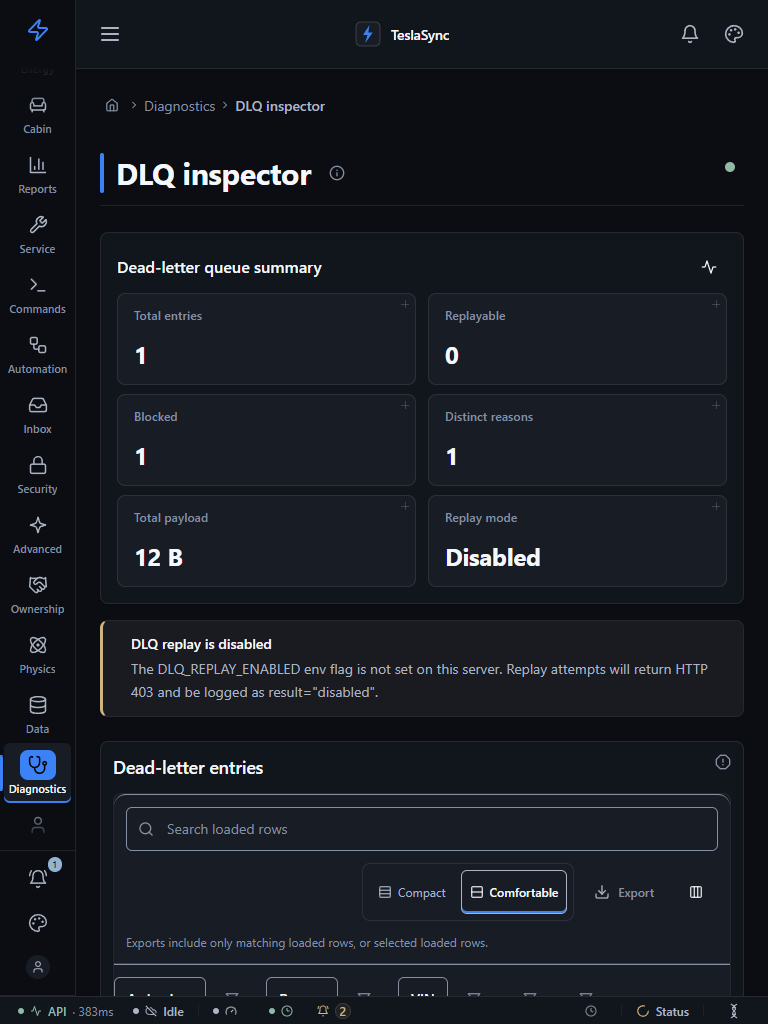 TeslaSync
Cabin
Reports
Service
Commands
Automation
Inbox
Security
Advanced
Ownership
Physics
Data
Diagnostics
1
Diagnostics > DLQ inspector
DLQ inspector
Dead-letter queue summary
Total entries
1
Replayable
0
Blocked
1
Distinct reasons
1
Total payload
12 B
Replay mode
Disabled
DLQ replay is disabled
The DLQ_REPLAY_ENABLED env flag is not set on this server. Replay attempts will return HTTP
403 and be logged as result="disabled".
Dead-letter entries
Search loaded rows
Compact
Comfortable
Export
Exports include only matching loaded rows, or selected loaded rows.
VIN
API · 383ms
Idle
2
Status